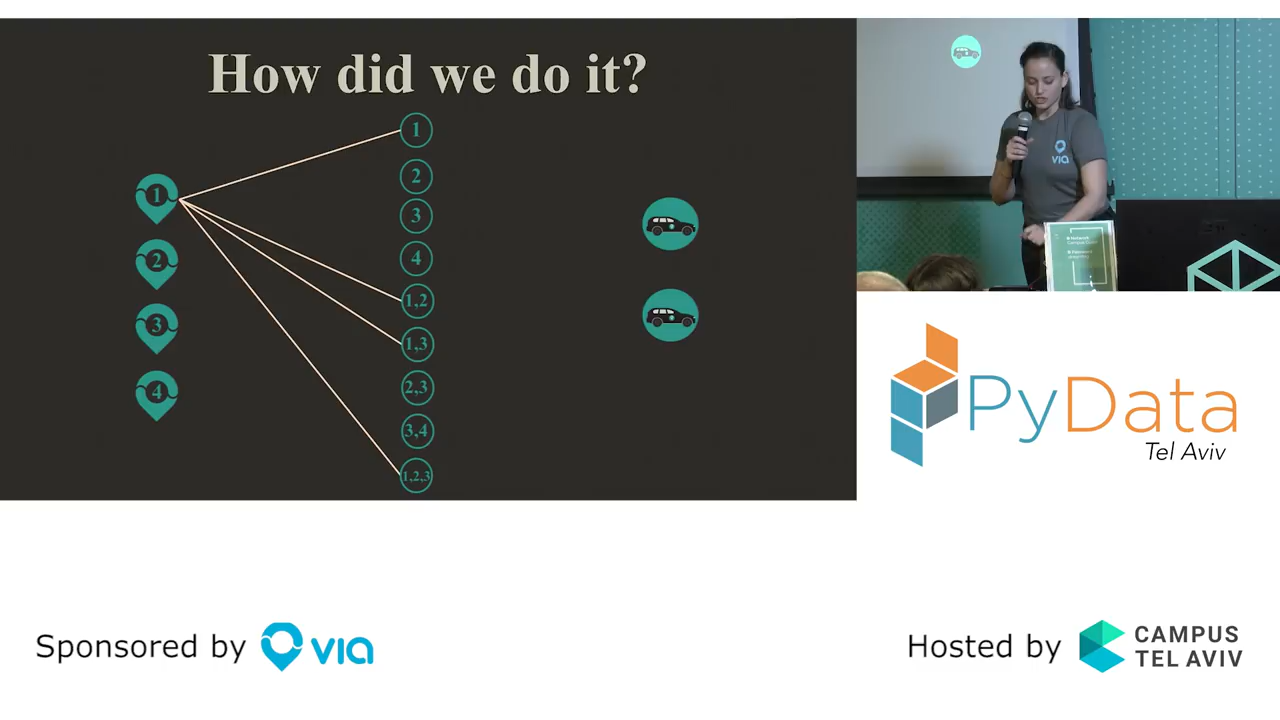 How did we do it?
1
2
3
4
1
2
3
4
1,2
1,3
2,3
3,4
1,2,3
via
PyData
Tel Aviv
Sponsored by via
Hosted by CAMPUS
TEL AVIV